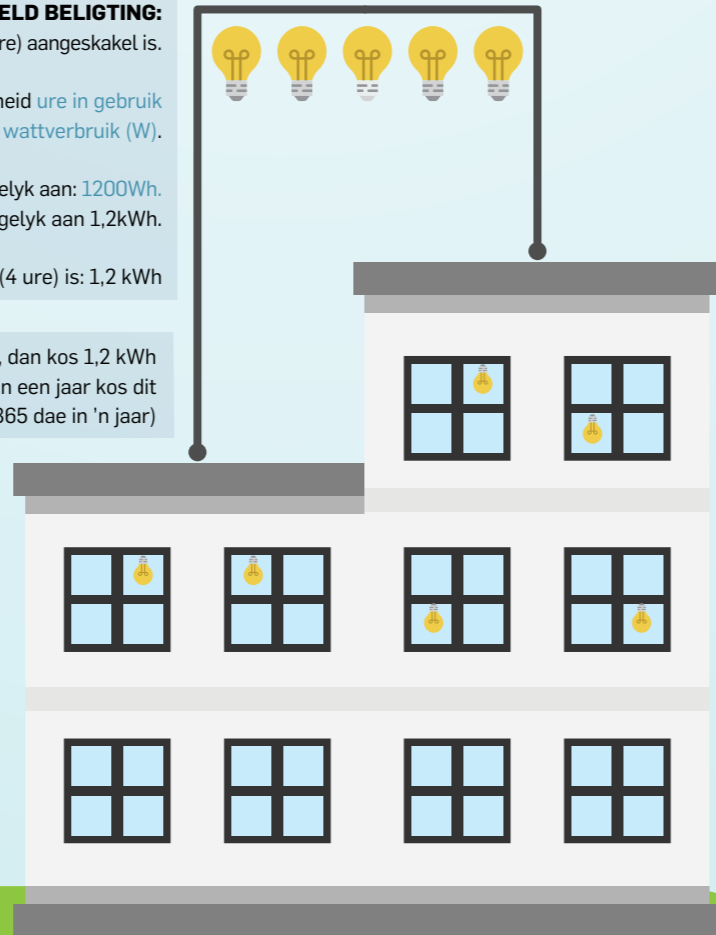 ELD BELIGTING:
re) aangeskakel is.
heid ure in gebruik
wattverbruik (W).
elyk aan: 1200Wh.
gelyk aan 1,2kWh.
(4 ure) is: 1,2 kWh
, dan kos 1,2 kWh
n een jaar kos dit
365 dae in 'n jaar)